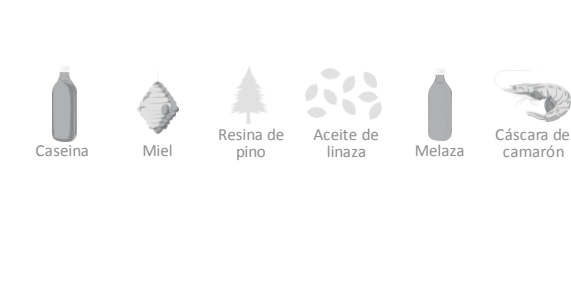 Caseina
Miel
Resina de
pino
Aceite de
linaza
Melaza
Cáscara de
camarón